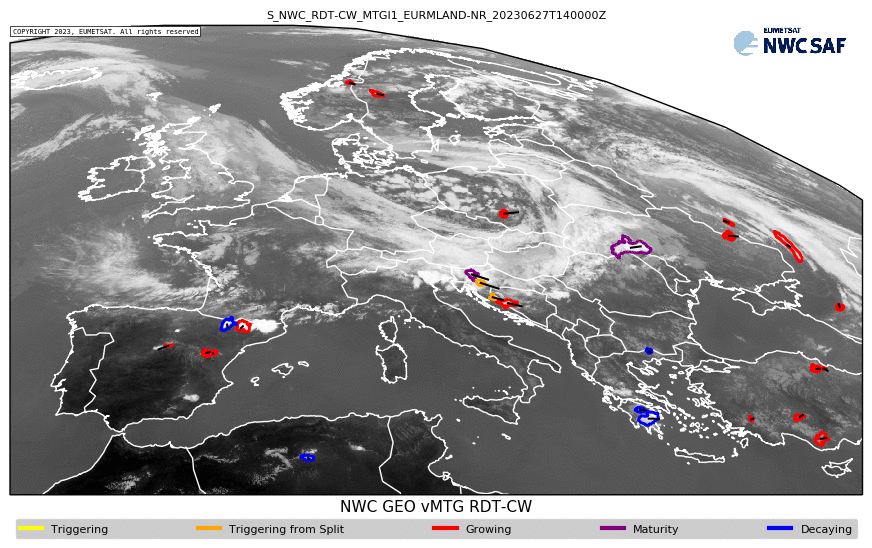 S_NWC_RDT-CW_MTGI1_EURMLAND-NR_20230627T140000Z
COPYRIGHT 2023, EUMETSAT. All rights reserved
EUMETSAT
NWC SAF
NWC GEO vMTG RDT-CW
Triggering Triggering from Split Growing Maturity Decaying